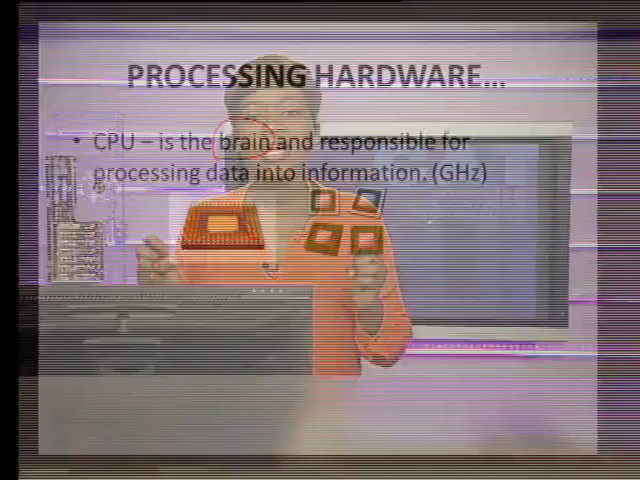 PROCESSING HARDWARE...
• CPU – is the brain and responsible for
processing data into information. (GHz)